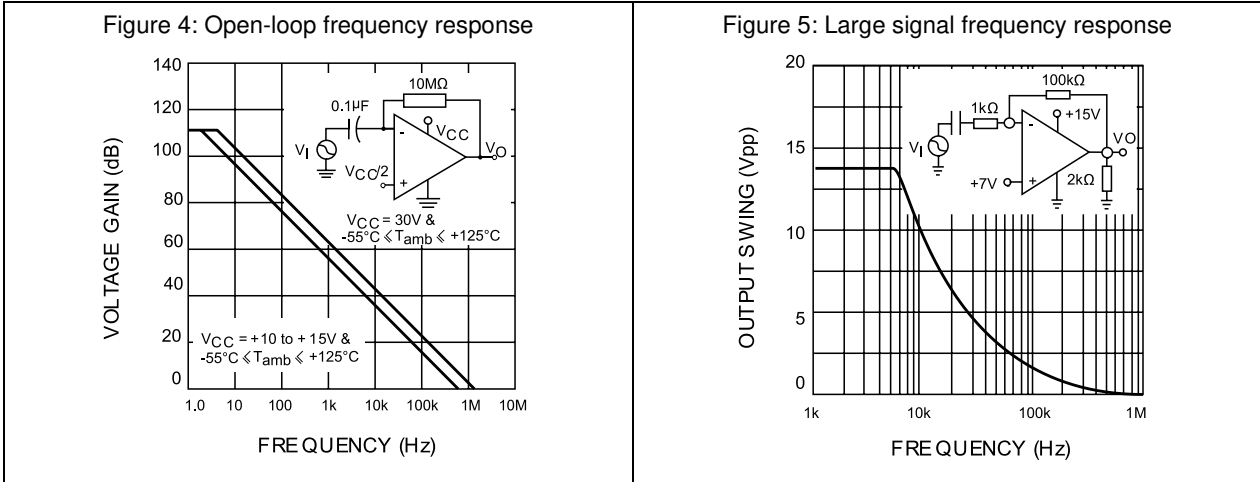 Figure 4: Open-loop frequency response
140
120
100
80
60
40
20
0
VOLTAGE GAIN (dB)
10MΩ
0.1µF
VI
-
VCC
VO
VCC/2
+
VCC = 30V &
-55°C ⩽ Tamb ⩽ +125°C
VCC = +10 to + 15V &
-55°C ⩽ Tamb ⩽ +125°C
1.0 10 100 1k 10k 100k 1M 10M
FREQUENCY (Hz)
Figure 5: Large signal frequency response
20
15
10
5
0
OUTPUT SWING (Vpp)
100kΩ
1kΩ
+15V
VI
-
VO
+7V
+
2kΩ
1k 10k 100k 1M
FREQUENCY (Hz)